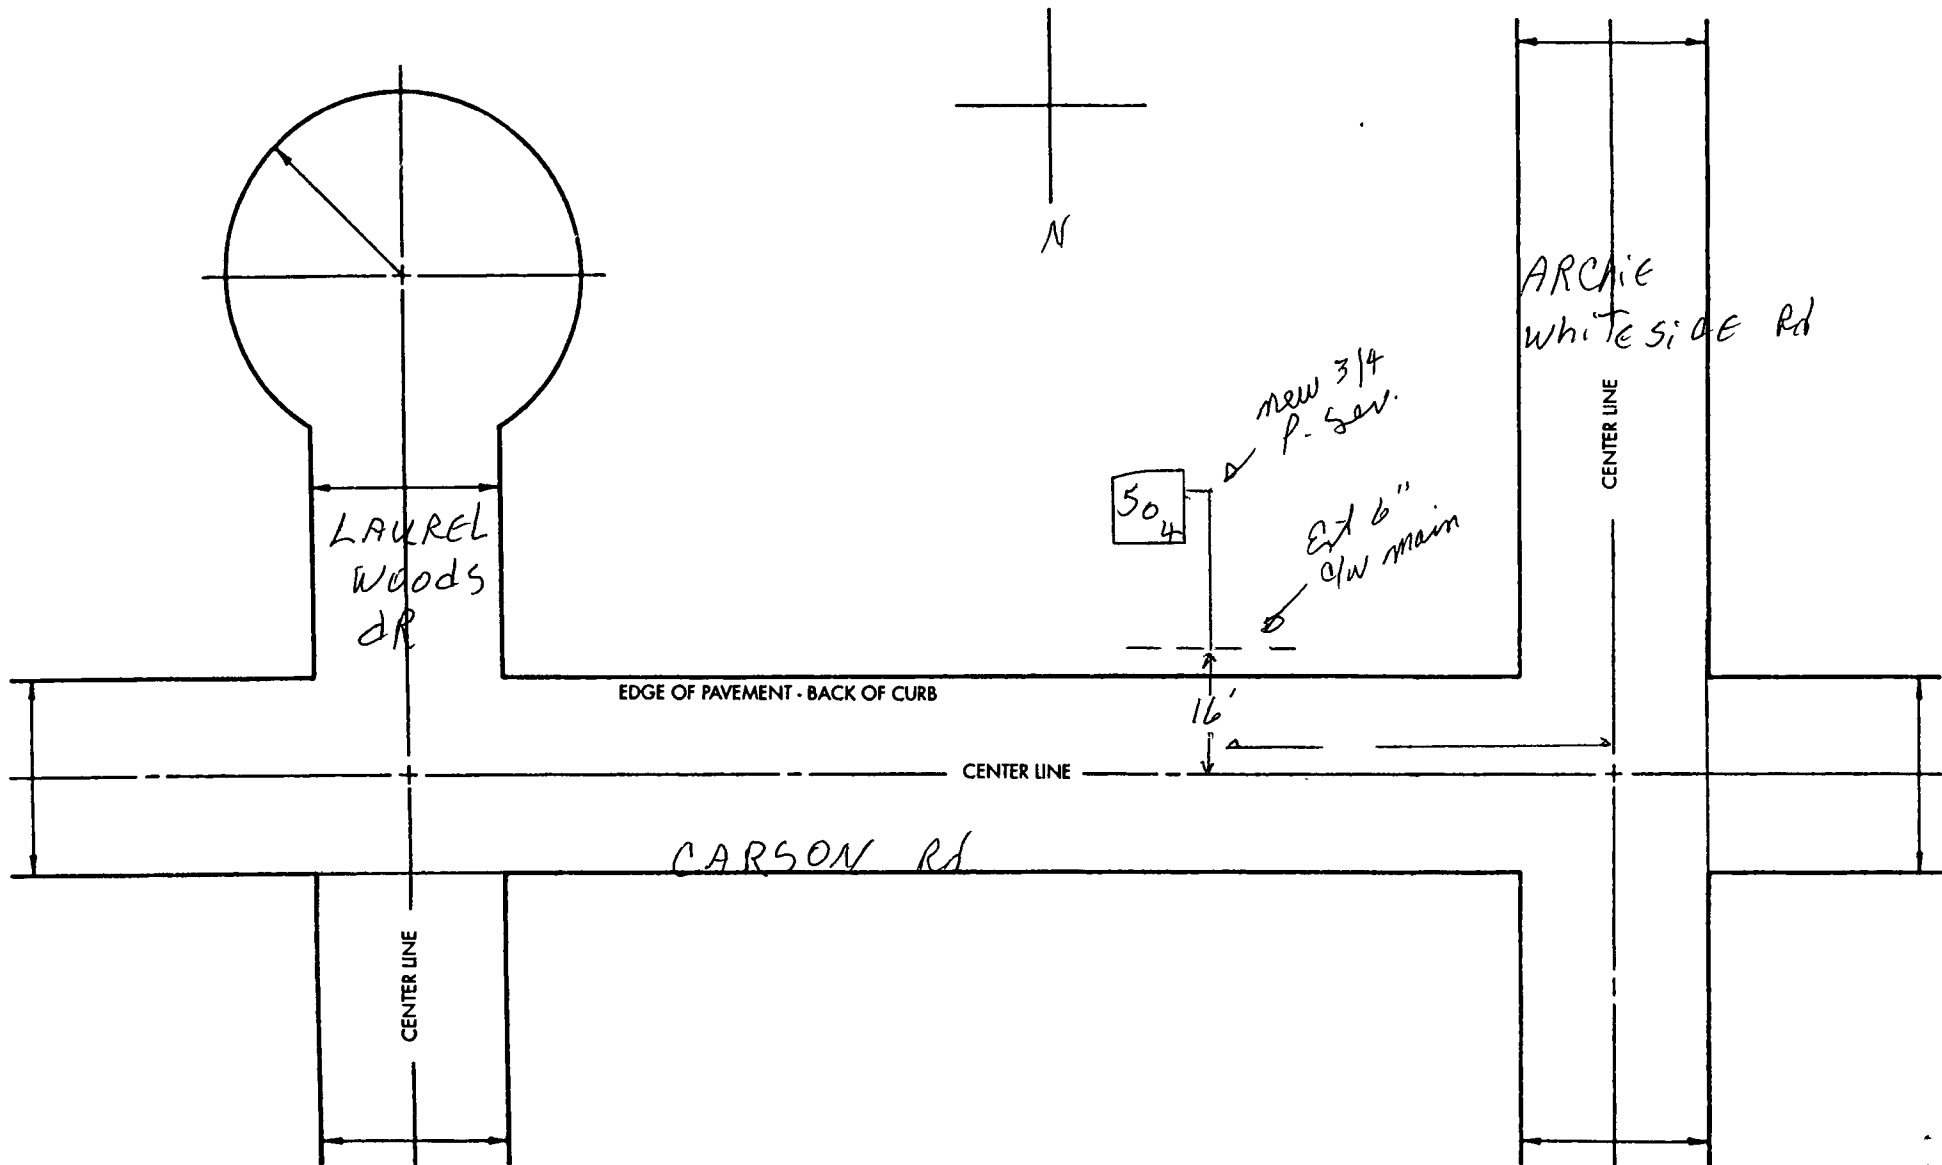 N
ARChiE
whiTE SidE Rd
CENTER LINE
new 3/4
P. Ser.
504
Ext 6"
c/w main
LAUREL
WoodS
dR
EDGE OF PAVEMENT - BACK OF CURB
16'
CENTER LINE
CARSON Rd
CENTER LINE